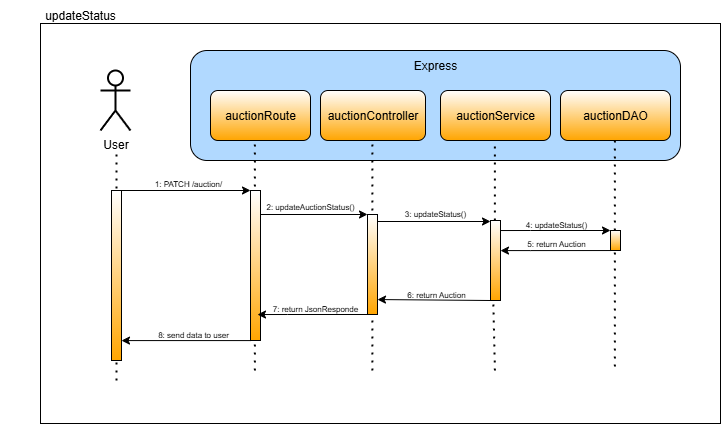 updateStatus
Express
auctionRoute
auctionController
auctionService
auctionDAO
User
1: PATCH /auction/
2: updateAuctionStatus()
3: updateStatus()
4: updateStatus()
5: return Auction
6: return Auction
7: return JsonResponde
8: send data to user